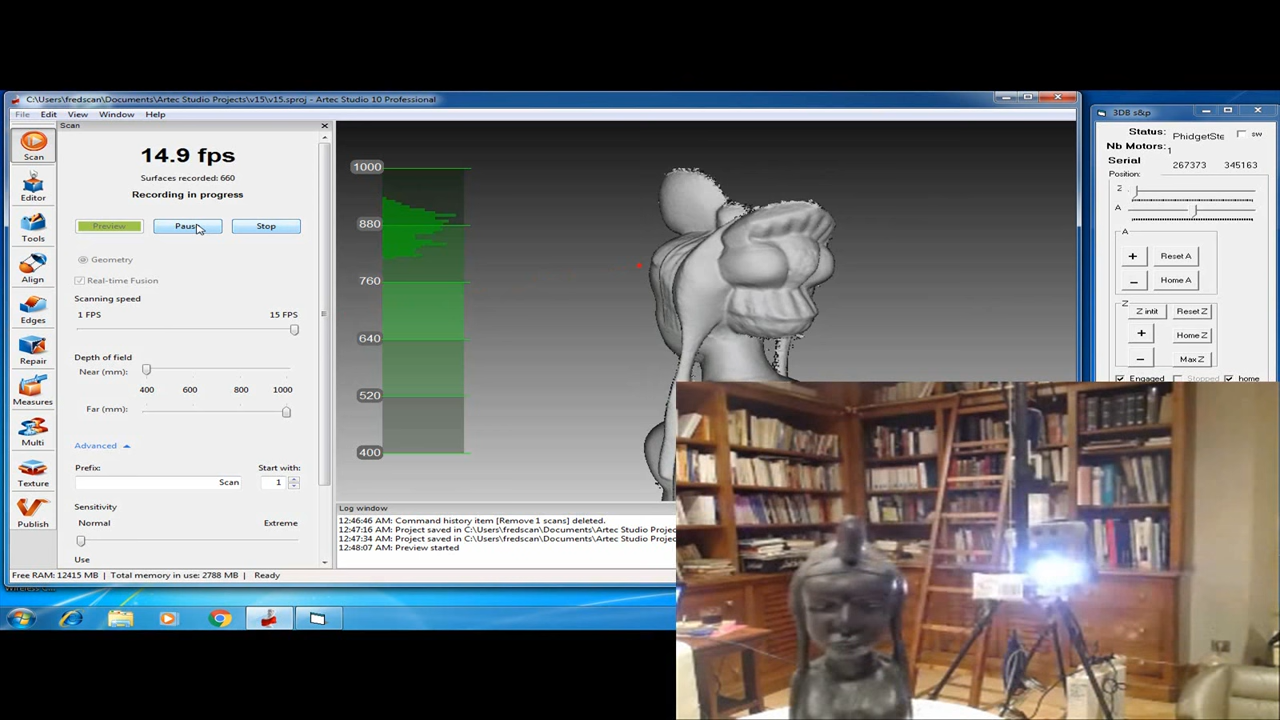 C:\Users\fredscan\Documents\Artec Studio Projects\v15\v15.sproj - Artec Studio 10 Professional
File Edit View Window Help
Scan
Scan
Editor
Tools
Align
Edges
Repair
Measures
Multi
Texture
Publish
14.9 fps
Surfaces recorded: 660
Recording in progress
Preview
Paus
Stop
Geometry
Real-time Fusion
Scanning speed
1 FPS 15 FPS
Depth of field
Near (mm):
400 600 800 1000
Far (mm):
Advanced
Prefix: Start with:
Scan 1
Sensitivity
Normal Extreme
Use
1000
880
760
640
520
400
Log window
12:46:46 AM: Command history item [Remove 1 scans] deleted.
12:47:16 AM: Project saved in C:\Users\fredscan\Documents\Artec Studio Projec
12:47:34 AM: Project saved in C:\Users\fredscan\Documents\Artec Studio Projec
12:48:07 AM: Preview started
Free RAM: 12415 MB | Total memory in use: 2788 MB | Ready
3DB s&p
Status: PhidgetSte sw
Nb Motors: 1
Serial 267373 345163
Position:
Z
A
A
+ Reset A
– Home A
Z
Z intit Reset Z
+ Home Z
– Max Z
Engaged Stopped home